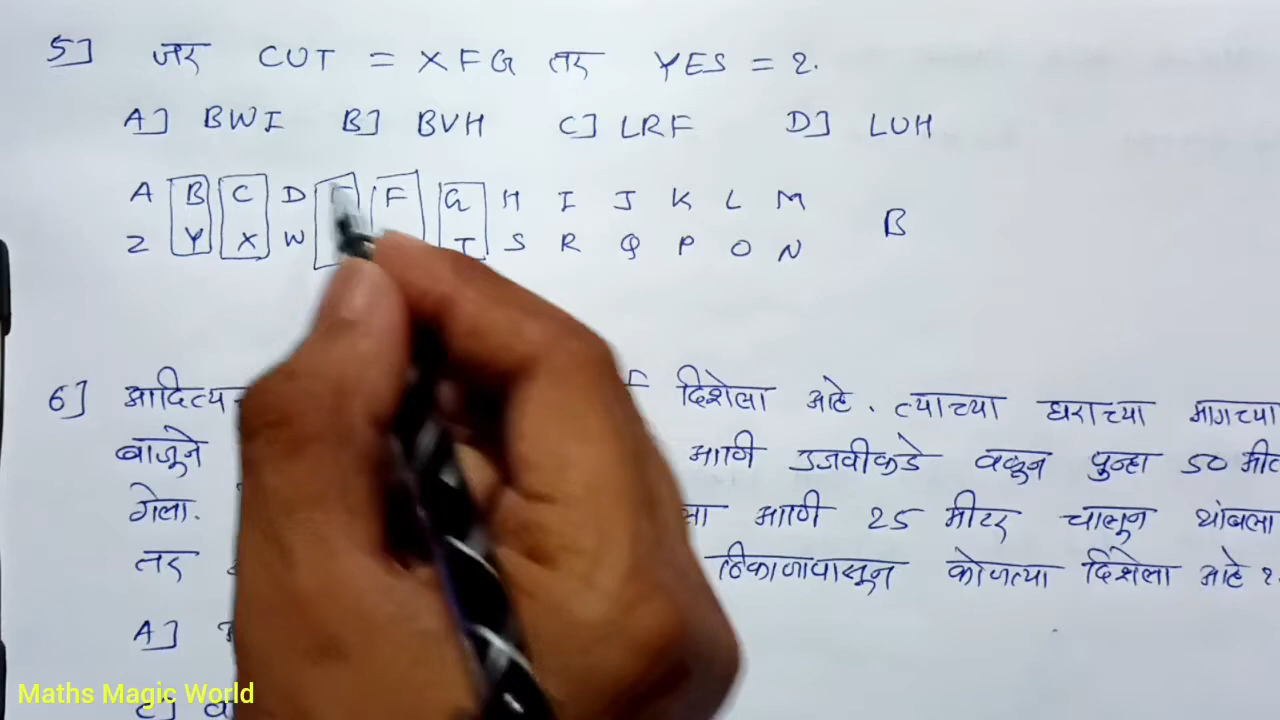 5] जर CUT = XFG तर YES = ?.
A] BWI B] BVH C] LRF D] LUH
A B C D F G H I J K L M
Z Y X W T S R Q P O N B
6] आदित्य दिशेला आहे. त्याच्या घराच्या मागच्या
बाजूने आणि उजवीकडे वळून पुन्हा 50
गेला. आणि 25 मीटर चालून थांबला
तर ठिकाणापासून कोणत्या दिशेला आहे ?
A]
C]
Maths Magic World